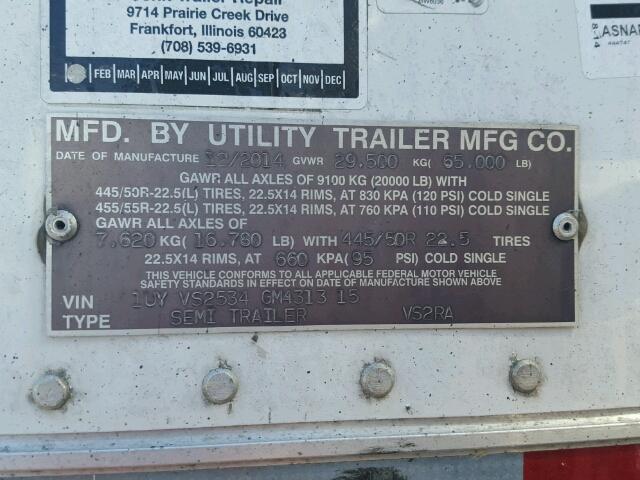 Trailer Repair
9714 Prairie Creek Drive
Frankfort, Illinois 60423
(708) 539-6931
FEB MAR APR MAY JUN JUL AUG SEP OCT NOV DEC
8-14
MFD. BY UTILITY TRAILER MFG CO.
DATE OF MANUFACTURE 12/2014 GVWR 29.500 KG( 65.000 LB)
GAWR ALL AXLES OF 9100 KG (20000 LB) WITH
445/50R-22.5(L) TIRES, 22.5X14 RIMS, AT 830 KPA (120 PSI) COLD SINGLE
455/55R-22.5(L) TIRES, 22.5X14 RIMS, AT 760 KPA (110 PSI) COLD SINGLE
GAWR ALL AXLES OF
7.620 KG( 16.780 LB) WITH 445/50R 22.5 TIRES
22.5X14 RIMS, AT 660 KPA( 95 PSI) COLD SINGLE
THIS VEHICLE CONFORMS TO ALL APPLICABLE FEDERAL MOTOR VEHICLE
SAFETY STANDARDS IN EFFECT ON DATE OF MANUFACTURE SHOWN ABOVE
VIN 1UY VS2534 GM4313 15
TYPE SEMI TRAILER VS2RA